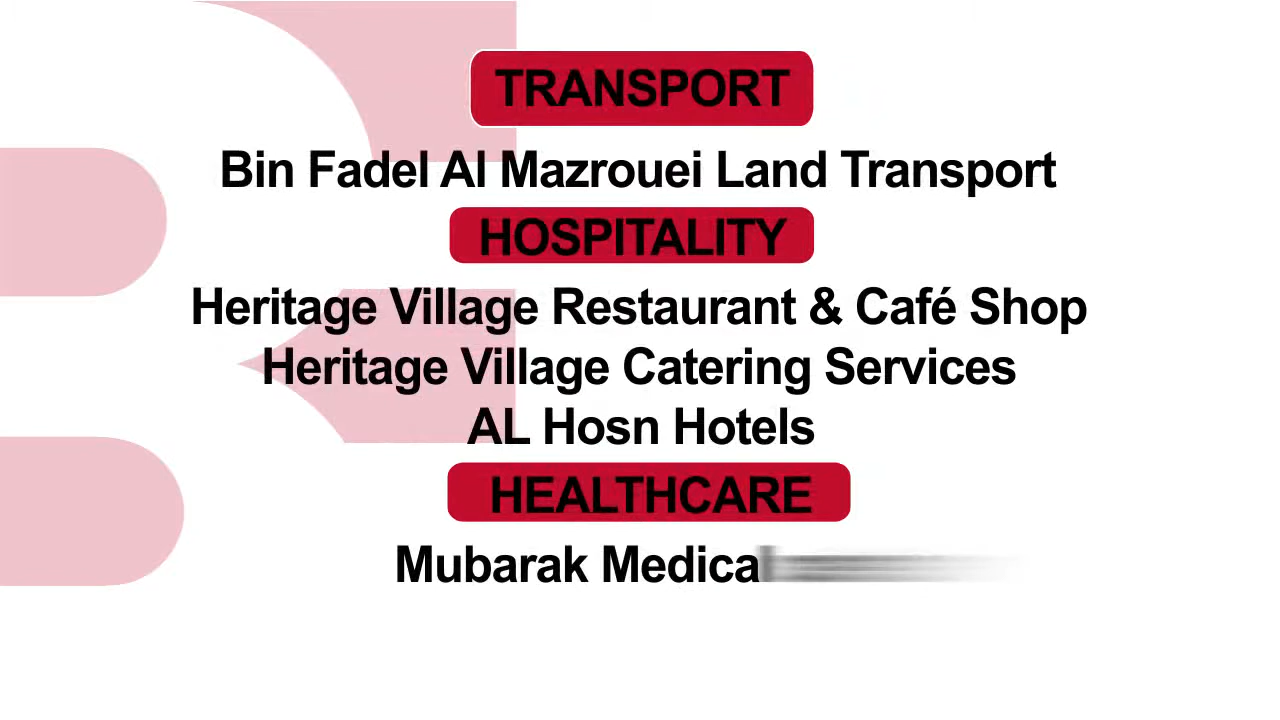 TRANSPORT
Bin Fadel Al Mazrouei Land Transport
HOSPITALITY
Heritage Village Restaurant & Café Shop
Heritage Village Catering Services
AL Hosn Hotels
HEALTHCARE
Mubarak